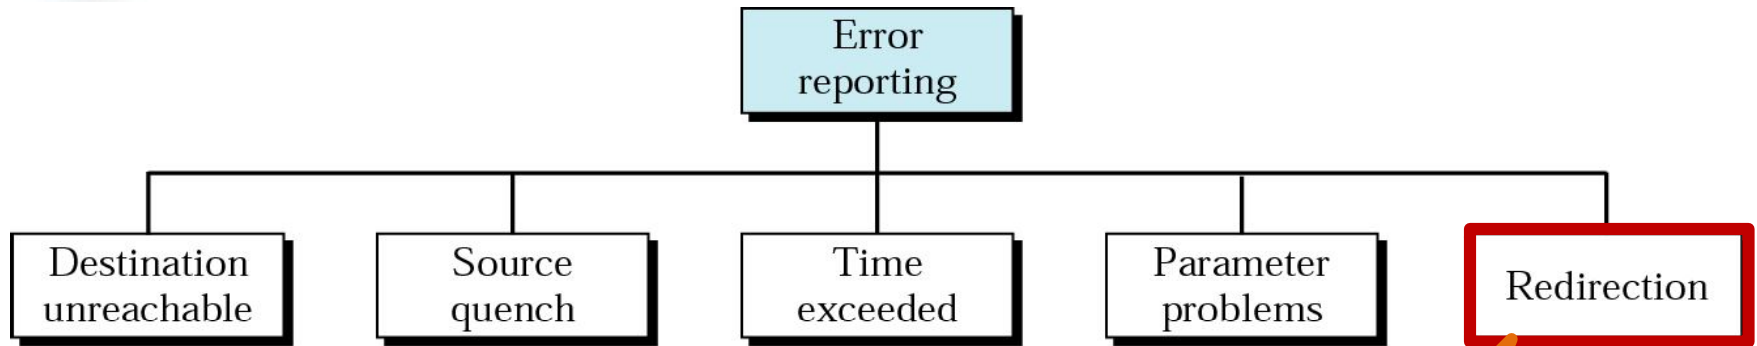 Error
reporting
Destination
unreachable
Source
quench
Time
exceeded
Parameter
problems
Redirection